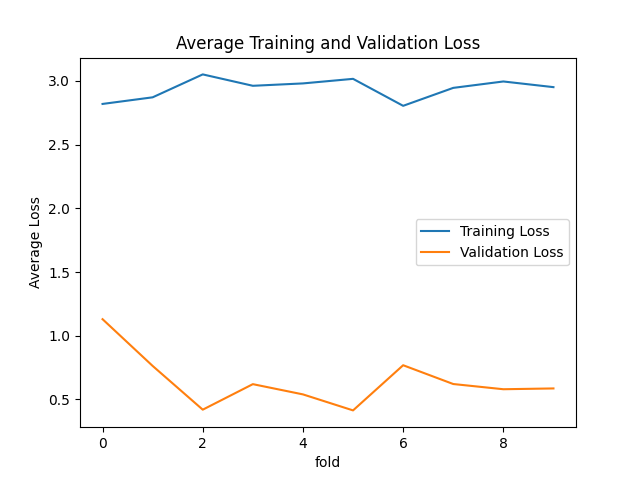 Average Training and Validation Loss
3.0
2.5
2.0
1.5
1.0
0.5
Average Loss
Training Loss
Validation Loss
0 2 4 6 8
fold